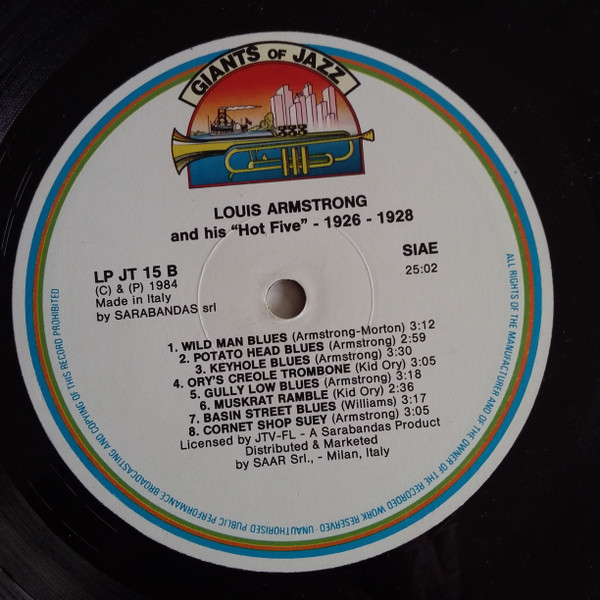 GIANTS OF JAZZ
LOUIS ARMSTRONG
and his "Hot Five" - 1926 - 1928
LP JT 15 B
(C) & (P) 1984
Made in Italy
by SARABANDAS srl
SIAE
25:02
1. WILD MAN BLUES (Armstrong-Morton) 3:12
2. POTATO HEAD BLUES (Armstrong) 2:59
3. KEYHOLE BLUES (Armstrong) 3:30
4. ORY'S CREOLE TROMBONE (Kid Ory) 3:05
5. GULLY LOW BLUES (Armstrong) 3:18
6. MUSKRAT RAMBLE (Kid Ory) 2:36
7. BASIN STREET BLUES (Williams) 3:17
8. CORNET SHOP SUEY (Armstrong) 3:05
Licensed by JTV-FL - A Sarabandas Product
Distributed & Marketed
by SAAR Srl., - Milan, Italy
ALL RIGHTS OF THE MANUFACTURER AND OF THE OWNER OF THE RECORDED WORK RESERVED · UNAUTHORISED PUBLIC PERFORMANCE BROADCASTING AND COPYING OF THIS RECORD PROHIBITED